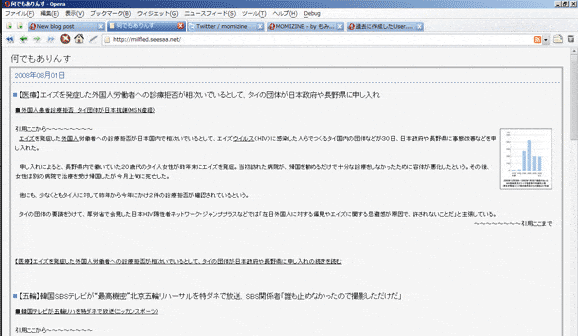 何でもありんす - Opera
ファイル(F) 編集(E) 表示(V) ブックマーク(B) ウィジェット(G) ニュースフィード(S) ツール(T) ヘルプ(H) Debug
New blog post 何でもありんす Twitter / momizine MOMIZINE - by もみ... 過去に作成したUser....
http://milfled.seesaa.net/
何でもありんす
2008年08月01日
【医療】エイズを発症した外国人労働者への診療拒否が相次いでいるとして、タイの団体が日本政府や長野県に申し入れ
■外国人患者診療拒否 タイ団体が日本抗議(MSN産経)
引用ここから～～～～～～～～
エイズを発症した外国人労働者への診療拒否が日本国内で相次いでいるとして、エイズウイルス(HIV)に感染した人らでつくるタイ国内の団体などが30日、日本政府や長野県に事態改善などを申
し入れた。
申し入れによると、長野県内で働いていた20歳代のタイ人女性が昨年末にエイズを発症。当初訪れた病院が、帰国を勧めるだけで十分な診療をしなかったために容体が悪化したという。その後、
女性は別の病院で治療を受け帰国したが今月上旬に死亡した。
他にも、少なくともタイ人に対して昨年から今年にかけ2件の診療拒否が確認されているという。
タイの団体の要請をうけて、厚労省で会見した日本HIV陽性者ネットワーク・ジャンププラスなどでは「在日外国人に対する偏見やエイズに関する忌避感が原因で、許されないことだ」と主張している。
～～～～～～～～引用ここまで
【医療】エイズを発症した外国人労働者への診療拒否が相次いでいるとして、タイの団体が日本政府や長野県に申し入れの続きを読む
【五輪】韓国SBSテレビが"最高機密"北京五輪リハーサルを特ダネで放送、SBS関係者「誰も止めなかったので撮影しただけだ」
■韓国テレビが五輪リハを特ダネで放送(ニッカンスポーツ)
引用ここから～～～～～～～～